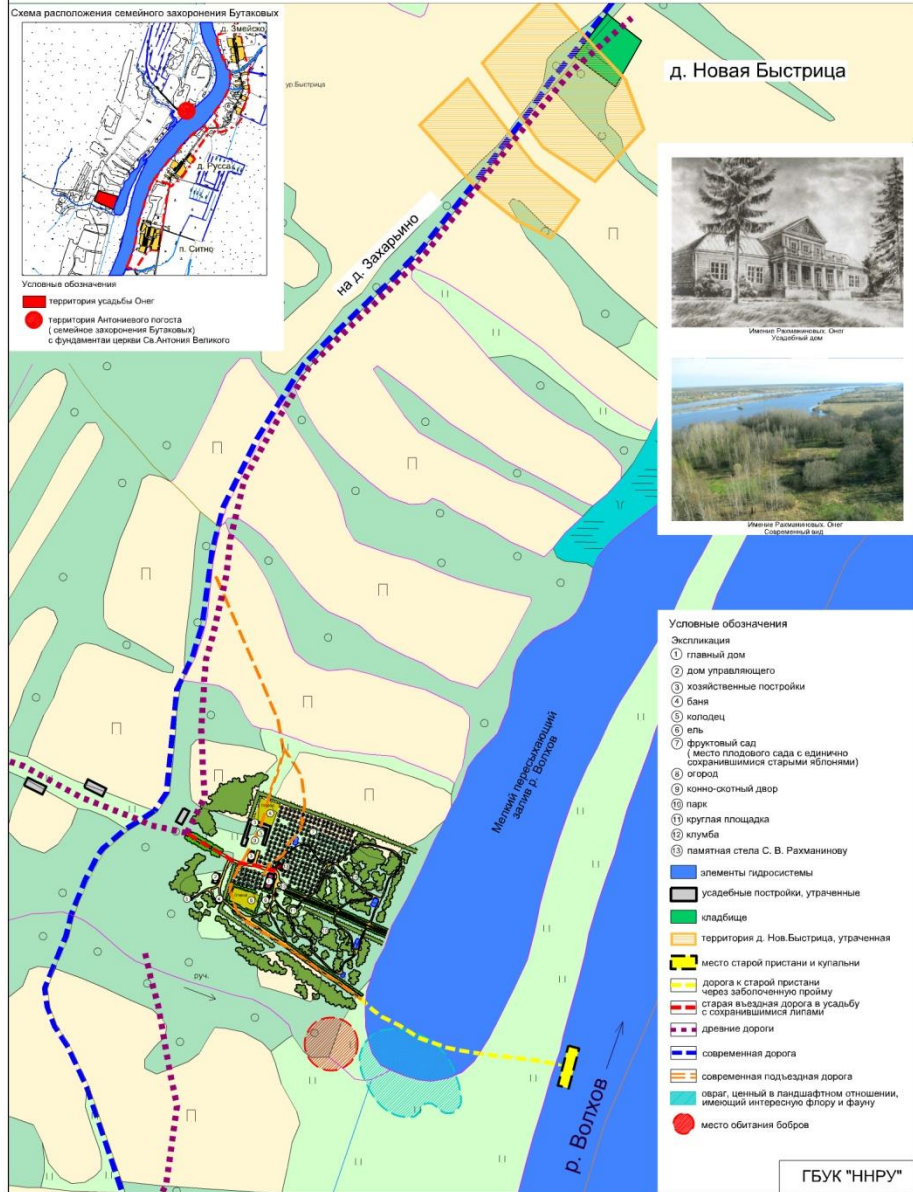 Схема расположения семейного захоронения Бутаковых
д. Змейско
д. Русса
п. Ситно
Условные обозначения
территория усадьбы Онег
территория Антониевого погоста
( семейное захоронения Бутаковых)
с фундаментаи церкви Св.Антония Великого
ур.Быстрица
д. Новая Быстрица
на д. Захарьино
Имение Рахманиновых. Онег
Усадебный дом
Имение Рахманиновых. Онег
Современный вид
Мелкий пересыхающий
залив р. Волхов
руч.
р. Волхов
Условные обозначения
Экспликация
1 главный дом
2 дом управляющего
3 хозяйственные постройки
4 баня
5 колодец
6 ель
7 фруктовый сад
( место плодового сада с единично
сохранившимися старыми яблонями)
8 огород
9 конно-скотный двор
10 парк
11 круглая площадка
12 клумба
13 памятная стела С. В. Рахманинову
элементы гидросистемы
усадебные постройки, утраченные
кладбище
территория д. Нов.Быстрица, утраченная
место старой пристани и купальни
дорога к старой пристани
через заболоченную пройму
старая въездная дорога в усадьбу
с сохранившимися липами
древние дороги
современная дорога
современная подъездная дорога
овраг, ценный в ландшафтном отношении,
имеющий интересную флору и фауну
место обитания бобров
ГБУК "ННРУ"